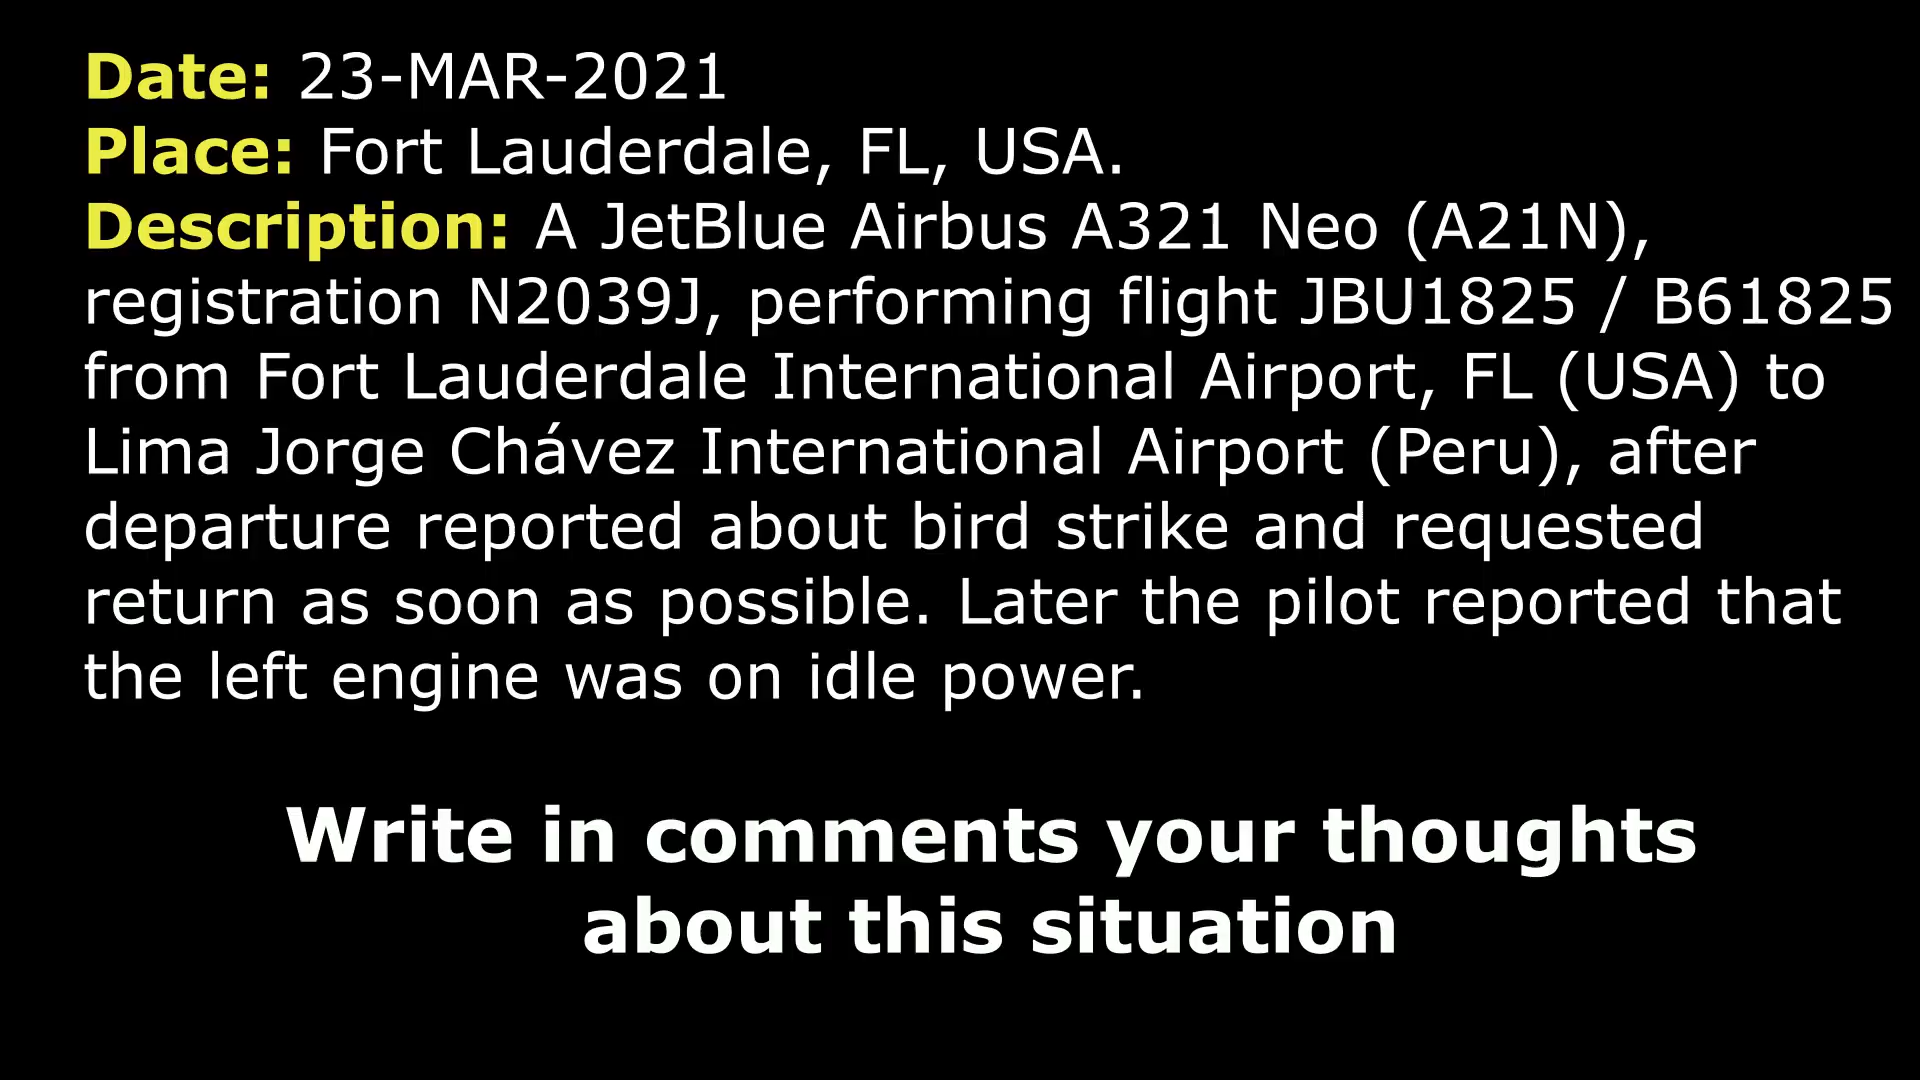 Date: 23-MAR-2021
Place: Fort Lauderdale, FL, USA.
Description: A JetBlue Airbus A321 Neo (A21N),
registration N2039J, performing flight JBU1825 / B61825
from Fort Lauderdale International Airport, FL (USA) to
Lima Jorge Chávez International Airport (Peru), after
departure reported about bird strike and requested
return as soon as possible. Later the pilot reported that
the left engine was on idle power.
Write in comments your thoughts
about this situation